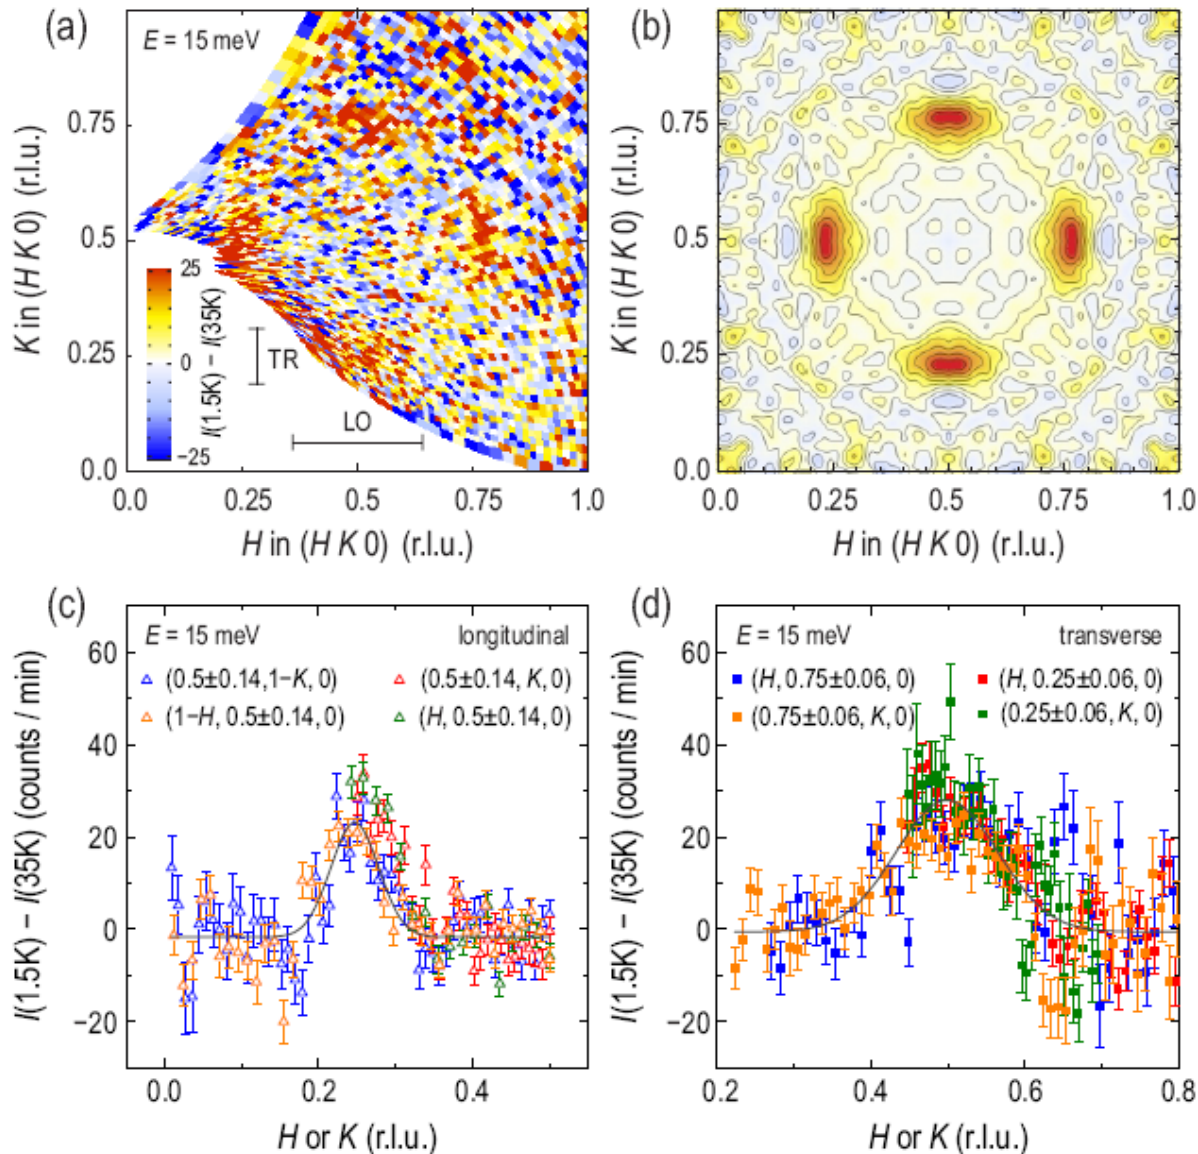 (a)
E = 15 meV
K in (H K 0) (r.l.u.)
0.75
0.5
0.25
0.0
25
0
−25
I(1.5K) − I(35K)
TR
LO
0.0 0.25 0.5 0.75 1.0
H in (H K 0) (r.l.u.)
(b)
K in (H K 0) (r.l.u.)
0.75
0.5
0.25
0.0
0.0 0.25 0.50 0.75 1.0
H in (H K 0) (r.l.u.)
(c)
E = 15 meV longitudinal
(0.5±0.14,1−K, 0) (0.5±0.14, K, 0)
(1−H, 0.5±0.14, 0) (H, 0.5±0.14, 0)
I(1.5K) − I(35K) (counts / min)
60
40
20
0
−20
0.0 0.2 0.4
H or K (r.l.u.)
(d)
E = 15 meV transverse
(H, 0.75±0.06, 0) (H, 0.25±0.06, 0)
(0.75±0.06, K, 0) (0.25±0.06, K, 0)
I(1.5K) − I(35K) (counts / min)
60
40
20
0
−20
0.2 0.4 0.6 0.8
H or K (r.l.u.)